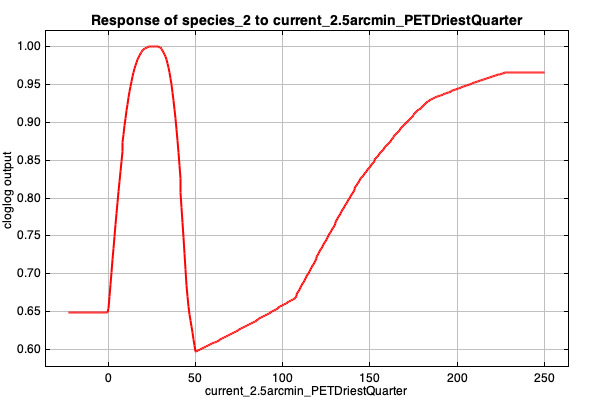 Response of species_2 to current_2.5arcmin_PETDriestQuarter
1.00
0.95
0.90
0.85
0.80
0.75
0.70
0.65
0.60
cloglog output
0 50 100 150 200 250
current_2.5arcmin_PETDriestQuarter